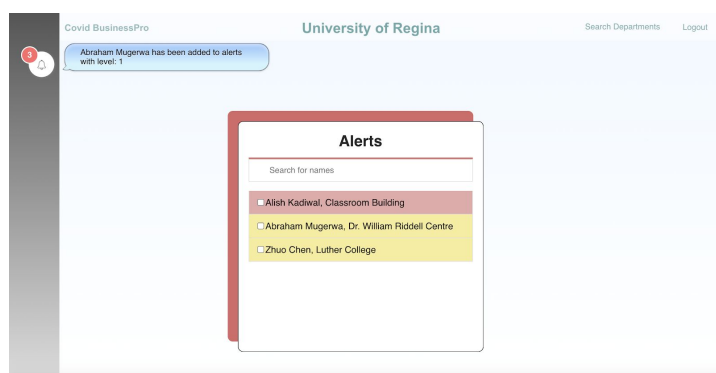 Covid BusinessPro
University of Regina
Search Departments
Logout
3
Abraham Mugerwa has been added to alerts
with level: 1
Alerts
Search for names
Alish Kadiwal, Classroom Building
Abraham Mugerwa, Dr. William Riddell Centre
Zhuo Chen, Luther College